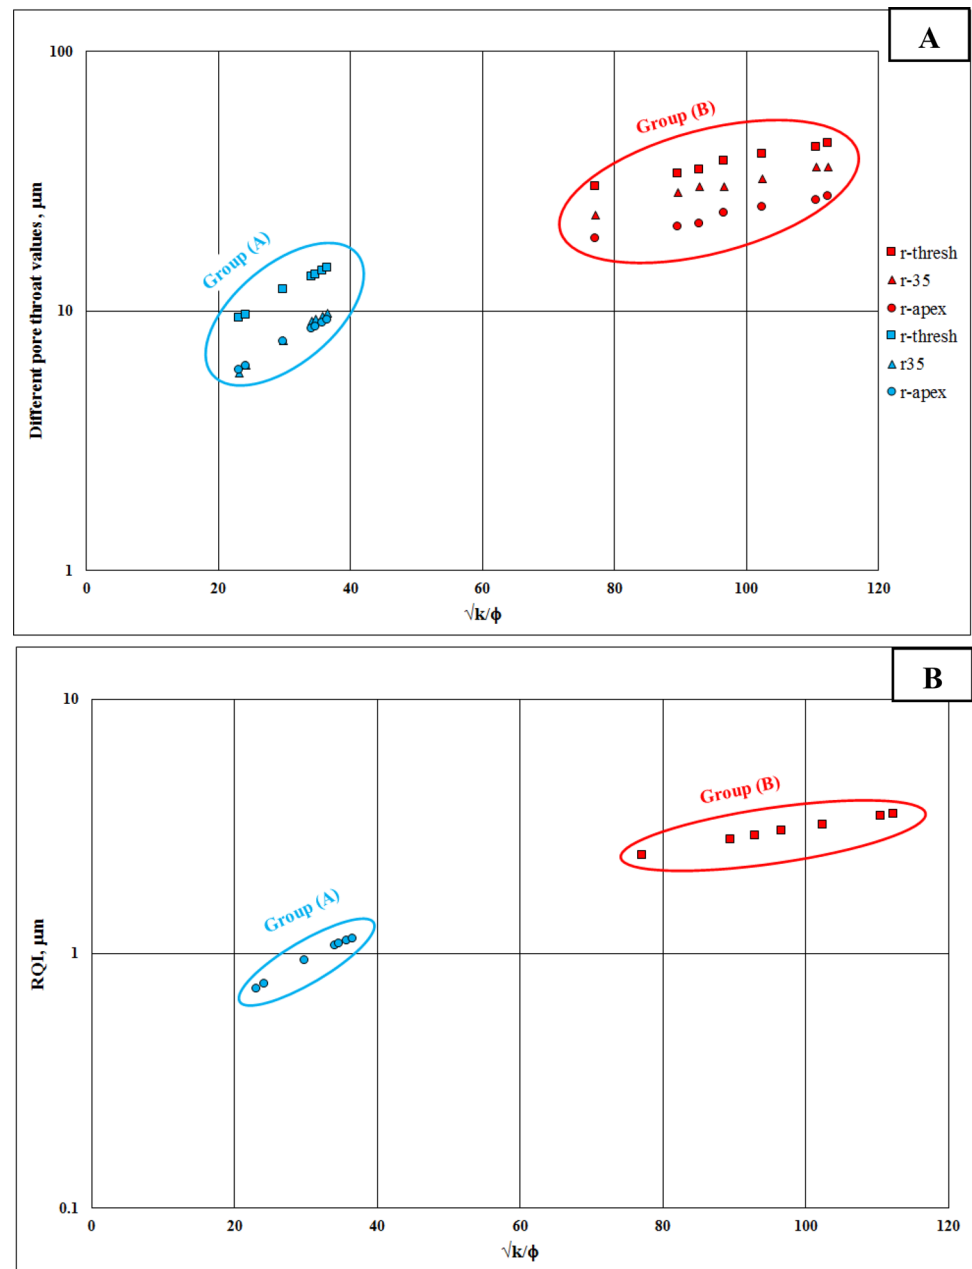 A
100
Group (B)
Group (A)
r-thresh
r-35
r-apex
r-thresh
r35
r-apex
10
Different pore throat values , µm
1
0 20 40 60 80 100 120
√k/ϕ
B
10
Group (B)
Group (A)
RQI, µm
1
0.1
0 20 40 60 80 100 120
√k/ϕ